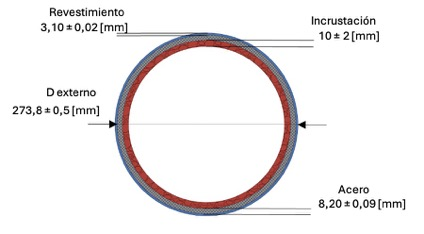 Revestimiento
3,10 ± 0,02 [mm]
Incrustación
10 ± 2 [mm]
D externo
273,8 ± 0,5 [mm]
Acero
8,20 ± 0,09 [mm]